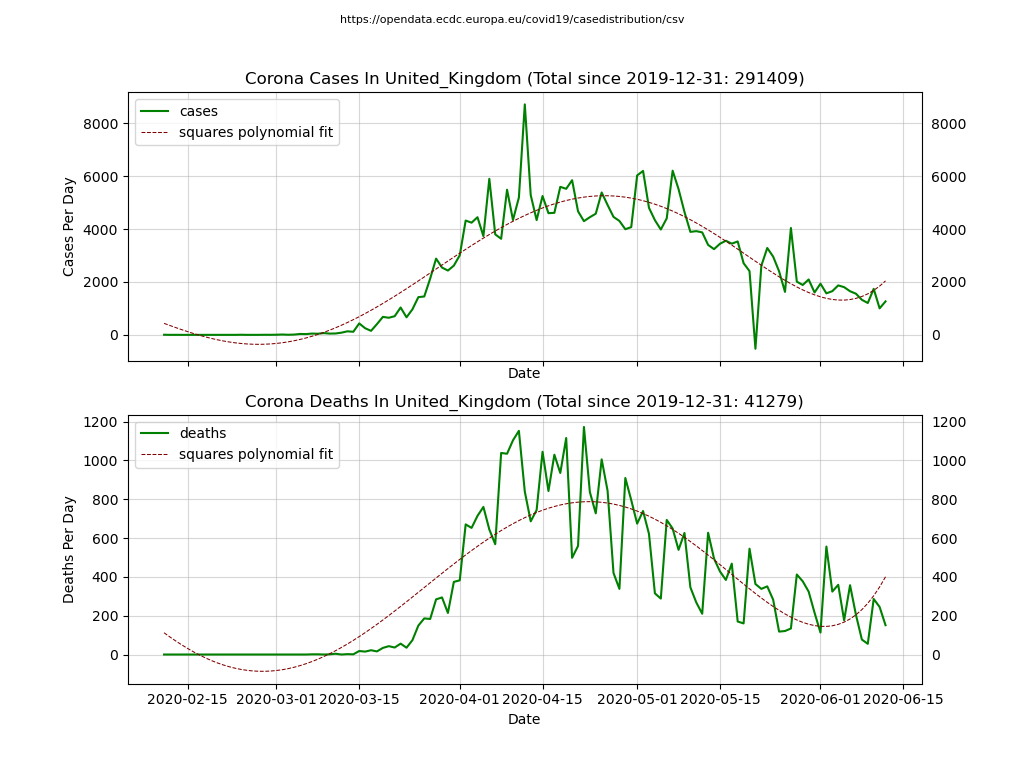 https://opendata.ecdc.europa.eu/covid19/casedistribution/csv
Corona Cases In United_Kingdom (Total since 2019-12-31: 291409)
cases
squares polynomial fit
Cases Per Day
8000
6000
4000
2000
0
8000
6000
4000
2000
0
Date
Corona Deaths In United_Kingdom (Total since 2019-12-31: 41279)
deaths
squares polynomial fit
Deaths Per Day
1200
1000
800
600
400
200
0
1200
1000
800
600
400
200
0
2020-02-15 2020-03-01 2020-03-15 2020-04-01 2020-04-15 2020-05-01 2020-05-15 2020-06-01 2020-06-15
Date